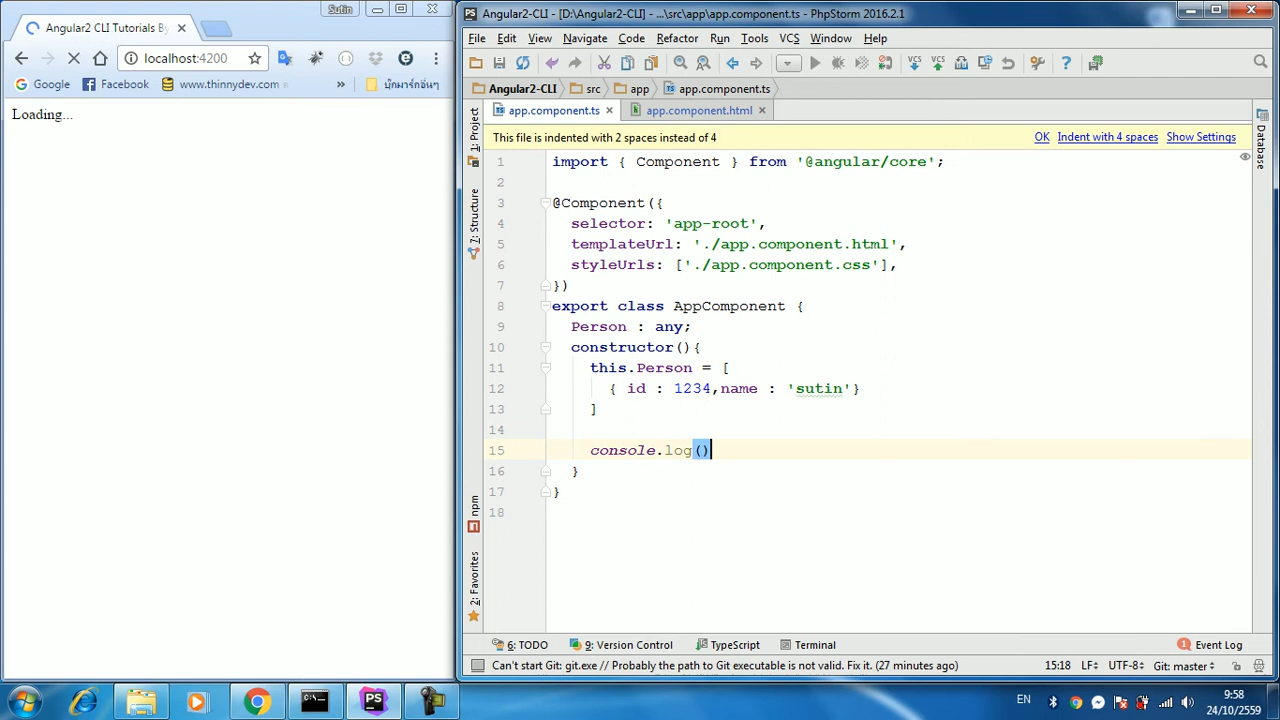 Sutin
Angular2 CLI Tutorials By
localhost:4200
Google
Facebook
www.thinnydev.com
»
บุ๊กมาร์กอื่นๆ
Loading...
Angular2-CLI - [D:\Angular2-CLI] - ...\src\app\app.component.ts - PhpStorm 2016.2.1
File Edit View Navigate Code Refactor Run Tools VCS Window Help
Angular2-CLI src app app.component.ts
app.component.ts app.component.html
This file is indented with 2 spaces instead of 4 OK Indent with 4 spaces Show Settings
1: Project
7: Structure
npm
2: Favorites
Database
1 import { Component } from '@angular/core';
2
3 @Component({
4 selector: 'app-root',
5 templateUrl: './app.component.html',
6 styleUrls: ['./app.component.css'],
7 })
8 export class AppComponent {
9 Person : any;
10 constructor(){
11 this.Person = [
12 { id : 1234,name : 'sutin'}
13 ]
14
15 console.log()
16 }
17 }
18
6: TODO 9: Version Control TypeScript Terminal 1 Event Log
Can't start Git: git.exe // Probably the path to Git executable is not valid. Fix it. (27 minutes ago) 15:18 LF÷ UTF-8÷ Git: master÷
EN
9:58
24/10/2559